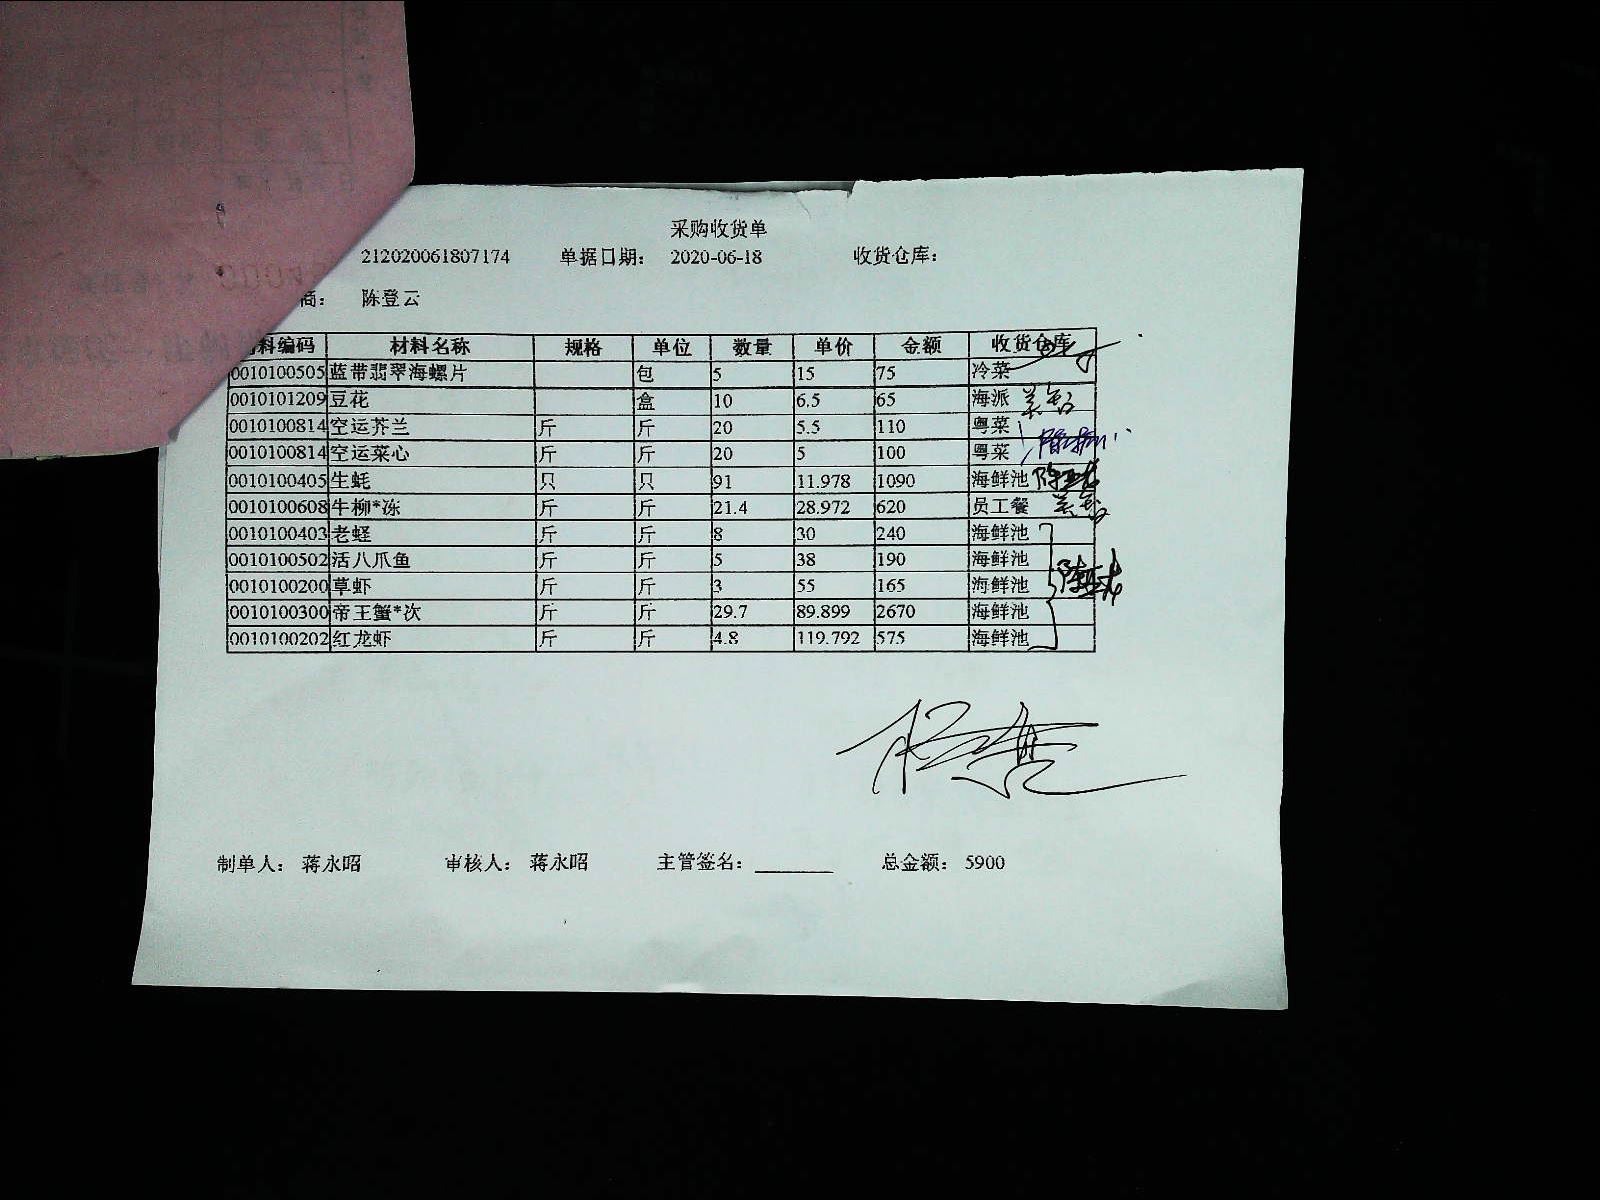 采购收货单
212020061807174 单据日期： 2020-06-18 收货仓库：
商： 陈登云
料编码 材料名称 规格 单位 数量 单价 金额 收货仓库
0010100505 蓝带翡翠海螺片 包 5 15 75 冷菜
0010101209 豆花 盒 10 6.5 65 海派
0010100814 空运芥兰 斤 斤 20 5.5 110 粤菜
0010100814 空运菜心 斤 斤 20 5 100 粤菜
0010100405 生蚝 只 只 91 11.978 1090 海鲜池
0010100608 牛柳*冻 斤 斤 21.4 28.972 620 员工餐
0010100403 老蛏 斤 斤 8 30 240 海鲜池
0010100502 活八爪鱼 斤 斤 5 38 190 海鲜池
0010100200 草虾 斤 斤 3 55 165 海鲜池
0010100300 帝王蟹*次 斤 斤 29.7 89.899 2670 海鲜池
0010100202 红龙虾 斤 斤 4.8 119.792 575 海鲜池
制单人： 蒋永昭 审核人： 蒋永昭 主管签名： 总金额： 5900